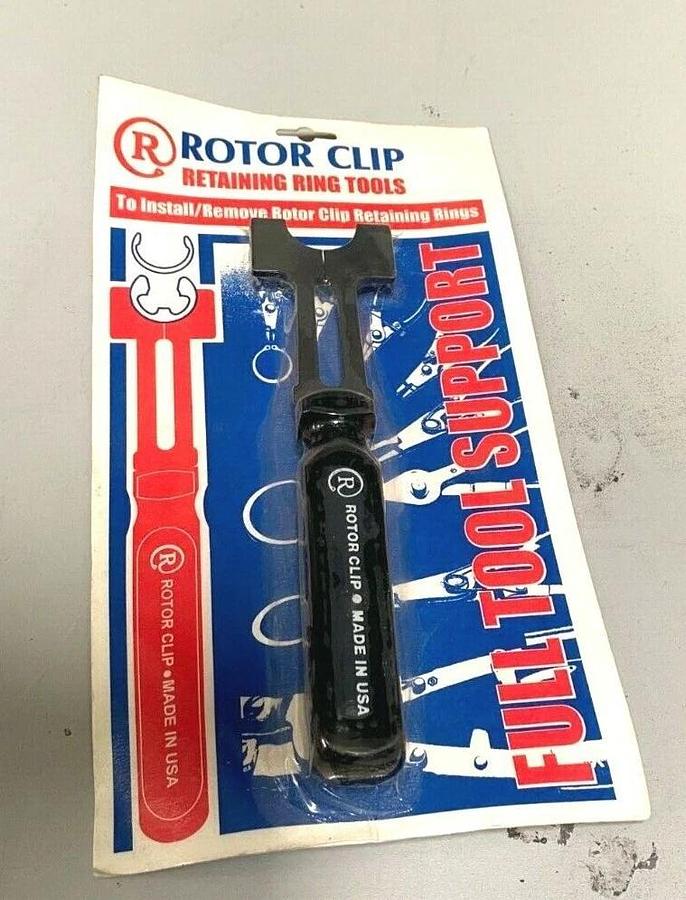 R ROTOR CLIP
RETAINING RING TOOLS
To Install/Remove Rotor Clip Retaining Rings
FULL TOOL SUPPORT
R ROTOR CLIP ● MADE IN USA
R ROTOR CLIP ● MADE IN USA